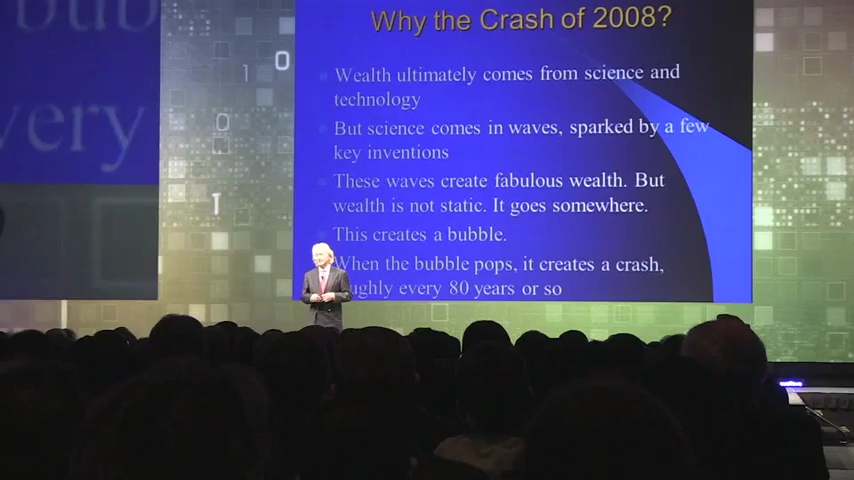 Why the Crash of 2008?
Wealth ultimately comes from science and
technology
But science comes in waves, sparked by a few
key inventions
These waves create fabulous wealth. But
wealth is not static. It goes somewhere.
This creates a bubble.
When the bubble pops, it creates a crash,
every 80 years or so